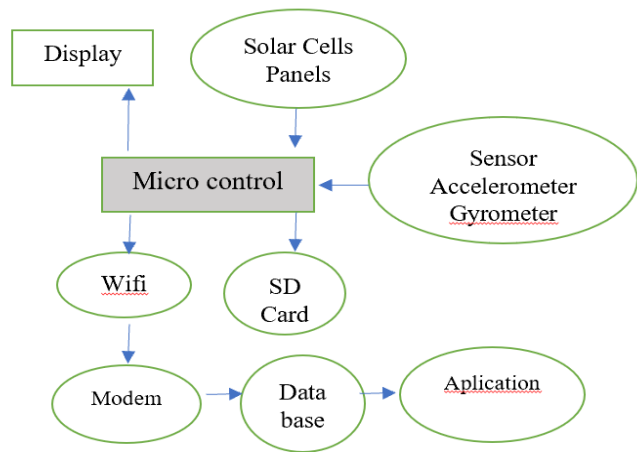 Display
Solar Cells
Panels
Micro control
Sensor
Accelerometer
Gyrometer
Wifi
SD
Card
Modem
Data
base
Aplication